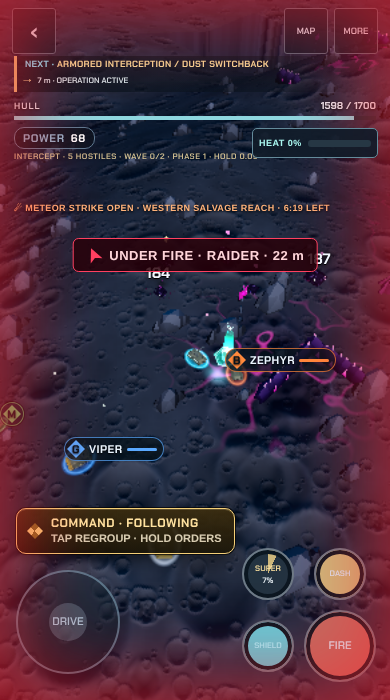 ‹
MAP
MORE
NEXT · ARMORED INTERCEPTION / DUST SWITCHBACK
→ 7 m · OPERATION ACTIVE
HULL
1598 / 1700
POWER 68
HEAT 0%
INTERCEPT · 5 HOSTILES · WAVE 0/2 · PHASE 1 · HOLD 0.0
☄ METEOR STRIKE OPEN · WESTERN SALVAGE REACH · 6:19 LEFT
UNDER FIRE · RAIDER · 22 m
184
ZEPHYR
M
VIPER
COMMAND · FOLLOWING
TAP REGROUP · HOLD ORDERS
SUPER
7%
DASH
DRIVE
SHIELD
FIRE